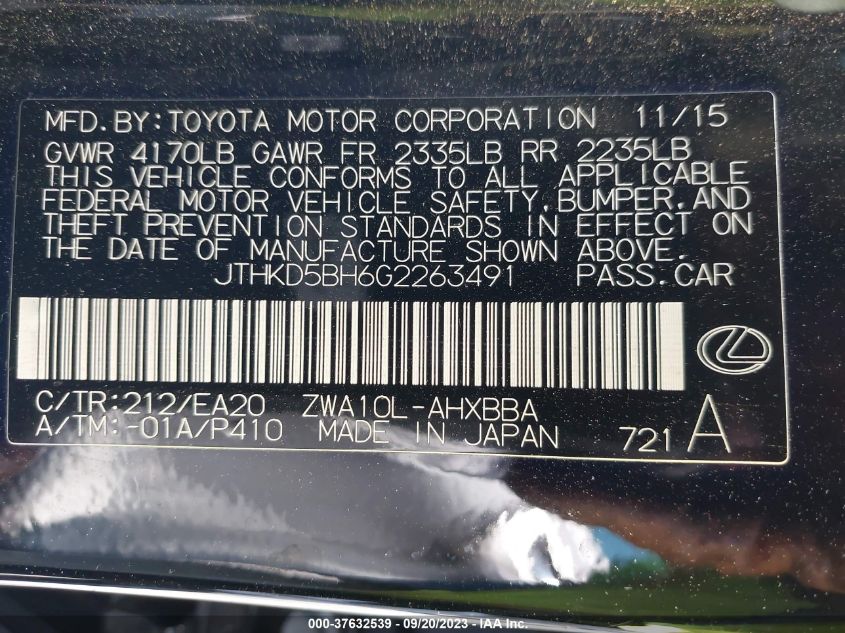 MFD.BY:TOYOTA MOTOR CORPORATION 11/15
GVWR 4170LB GAWR FR 2335LB RR 2235LB
THIS VEHICLE CONFORMS TO ALL APPLICABLE
FEDERAL MOTOR VEHICLE SAFETY,BUMPER,AND
THEFT PREVENTION STANDARDS IN EFFECT ON
THE DATE OF MANUFACTURE SHOWN ABOVE.
JTHKD5BH6G2263491 PASS.CAR
C/TR:212/EA20 ZWA10L-AHXBBA
A/TM:-01A/P410 MADE IN JAPAN 721 A
000-37632539 - 09/20/2023 - IAA Inc.